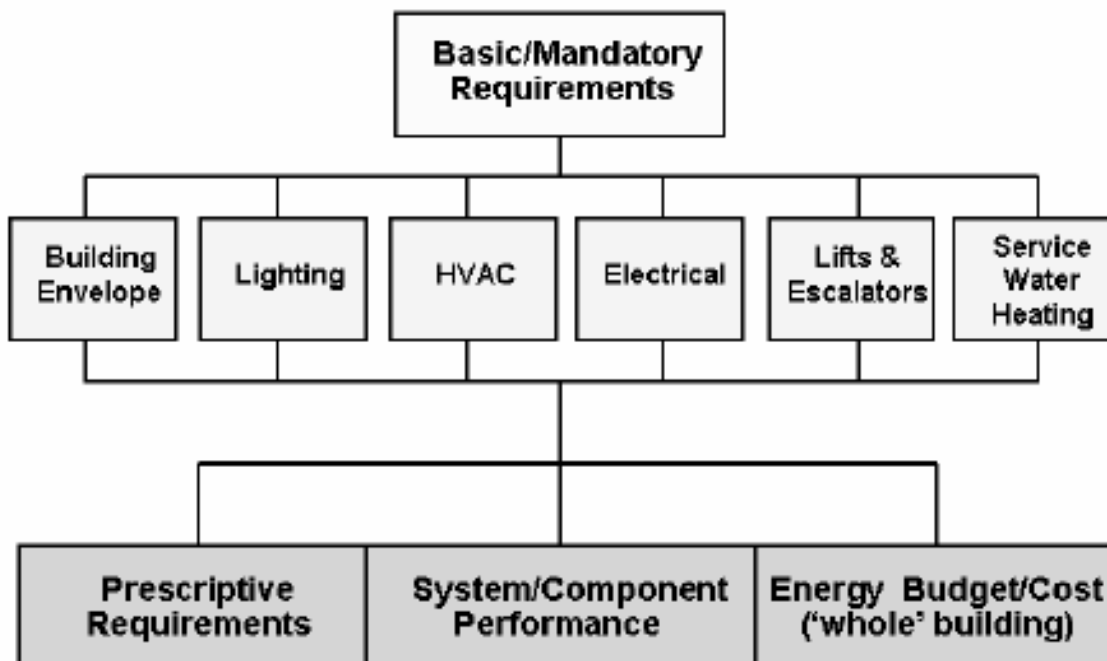 Basic/Mandatory
Requirements
Building
Envelope
Lighting
HVAC
Electrical
Lifts &
Escalators
Service
Water
Heating
Prescriptive
Requirements
System/Component
Performance
Energy Budget/Cost
('whole' building)